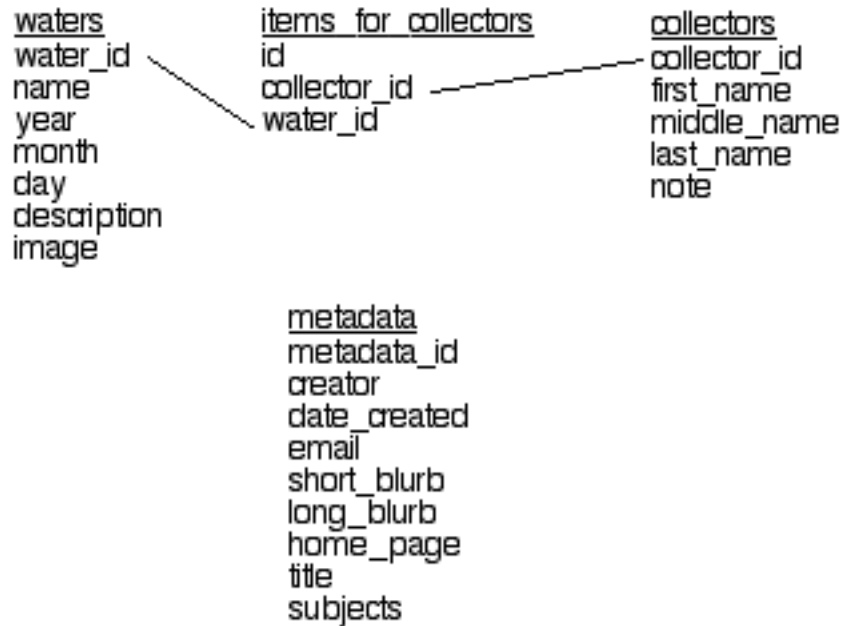 waters
water_id
name
year
month
day
description
image
items_for_collectors
id
collector_id
water_id
collectors
collector_id
first_name
middle_name
last_name
note
metadata
metadata_id
creator
date_created
email
short_blurb
long_blurb
home_page
title
subjects